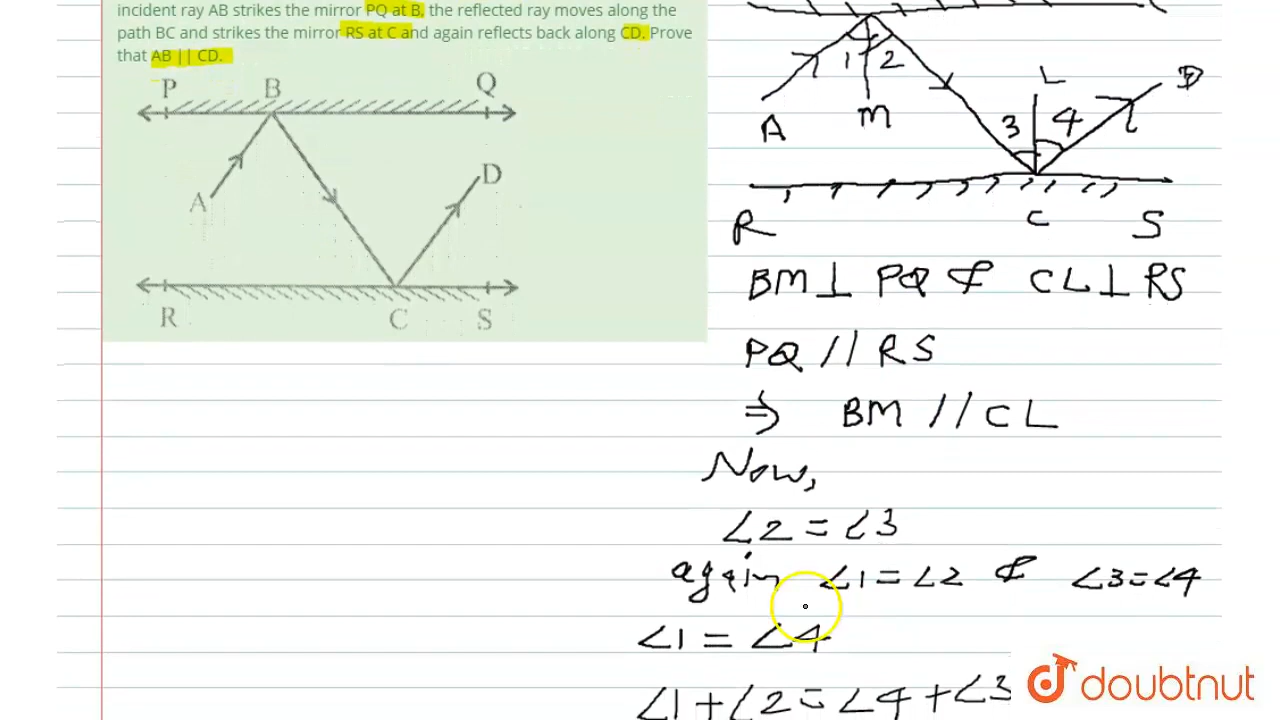 incident ray AB strikes the mirror PQ at B, the reflected ray moves along the
path BC and strikes the mirror RS at C and again reflects back along CD. Prove
that AB || CD.
P B Q
A D
R C S
1 2
A M L D
3 4
R C S
BM ⊥ PQ & CL ⊥ RS
PQ // RS
⇒ BM // CL
Now,
∠2 = ∠3
again ∠1 = ∠2 & ∠3 = ∠4
∠1 = ∠4
∠1 + ∠2 = ∠4 + ∠3
doubtnut